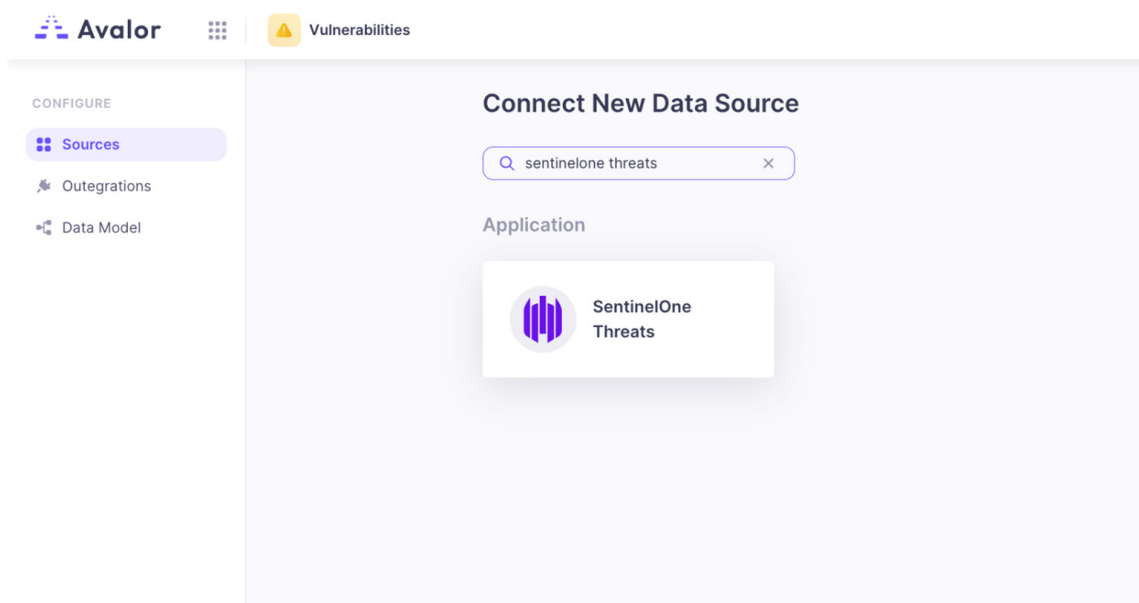 Avalor
Vulnerabilities
CONFIGURE
Sources
Outegrations
Data Model
Connect New Data Source
sentinelone threats
Application
SentinelOne
Threats